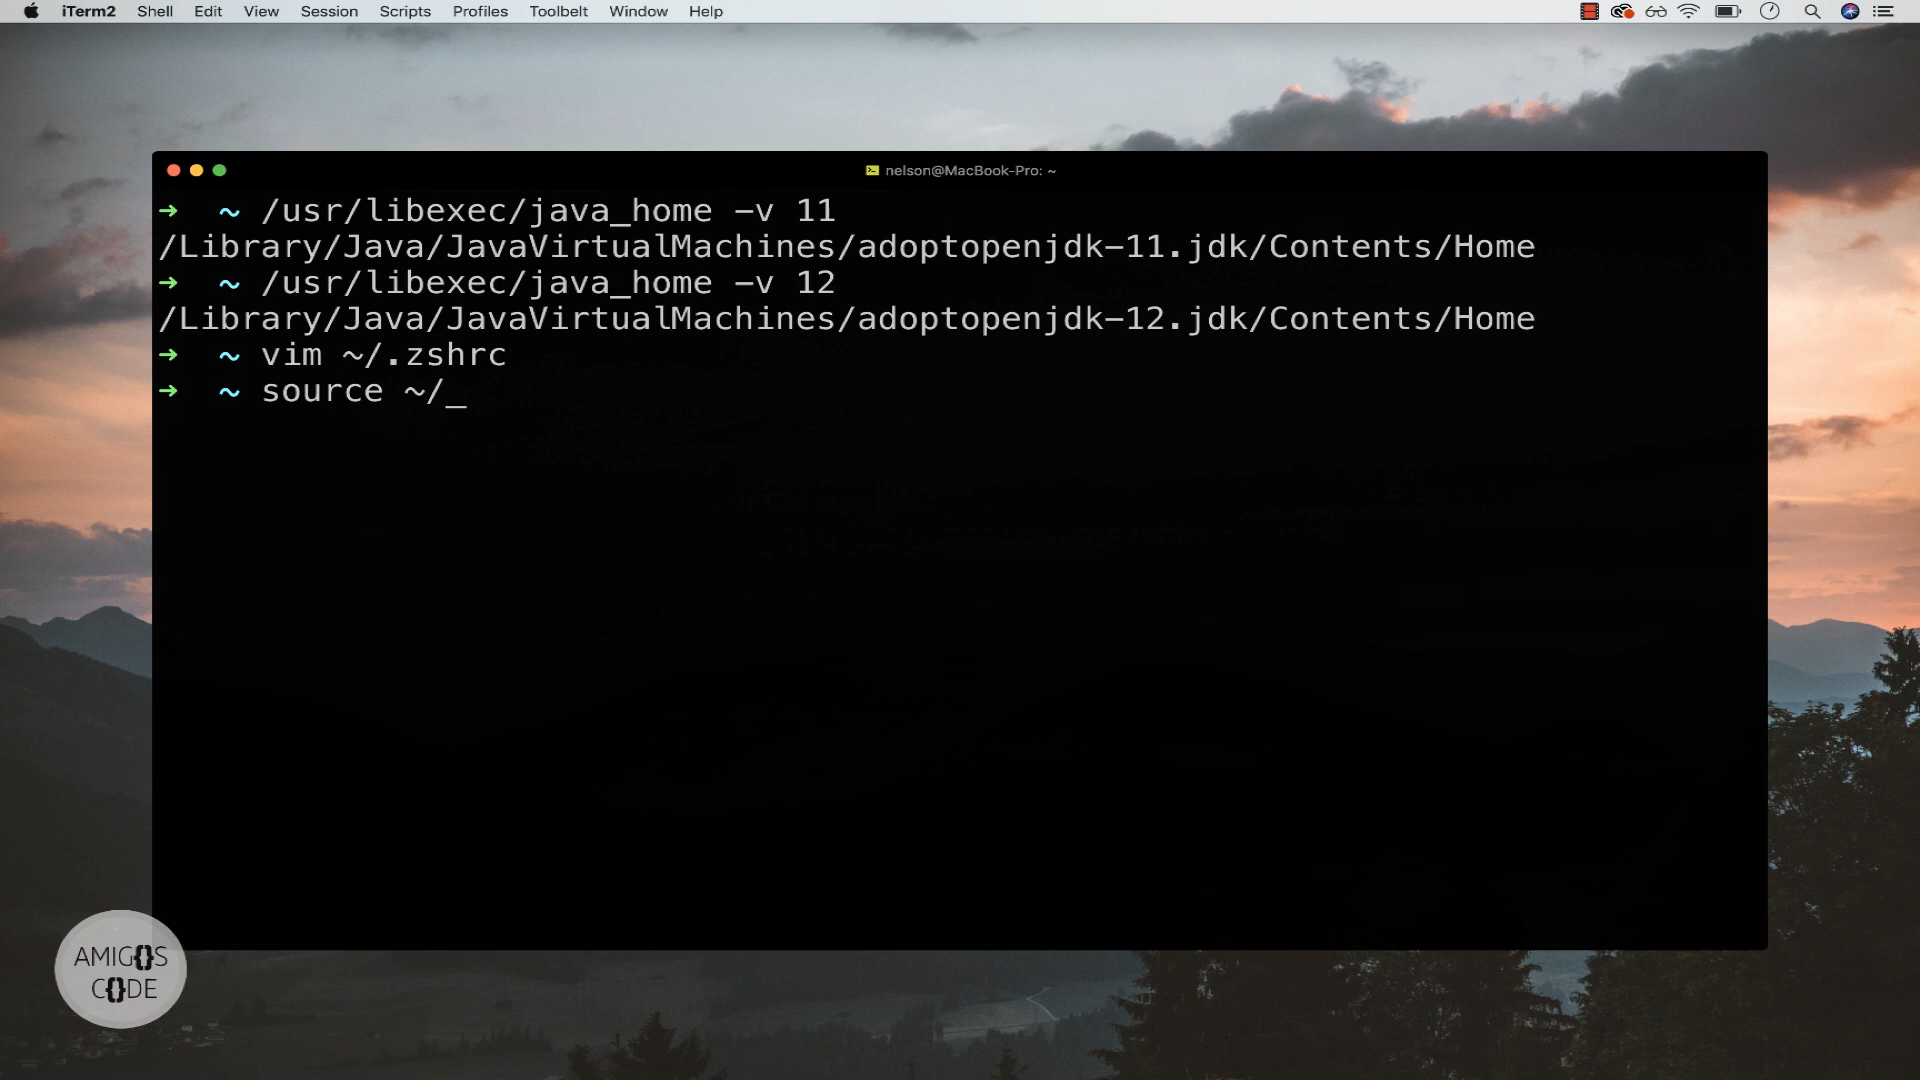 iTerm2 Shell Edit View Session Scripts Profiles Toolbelt Window Help
nelson@MacBook-Pro: ~
➜ ~ /usr/libexec/java_home -v 11
/Library/Java/JavaVirtualMachines/adoptopenjdk-11.jdk/Contents/Home
➜ ~ /usr/libexec/java_home -v 12
/Library/Java/JavaVirtualMachines/adoptopenjdk-12.jdk/Contents/Home
➜ ~ vim ~/.zshrc
➜ ~ source ~/_
AMIG{}S
C{}DE